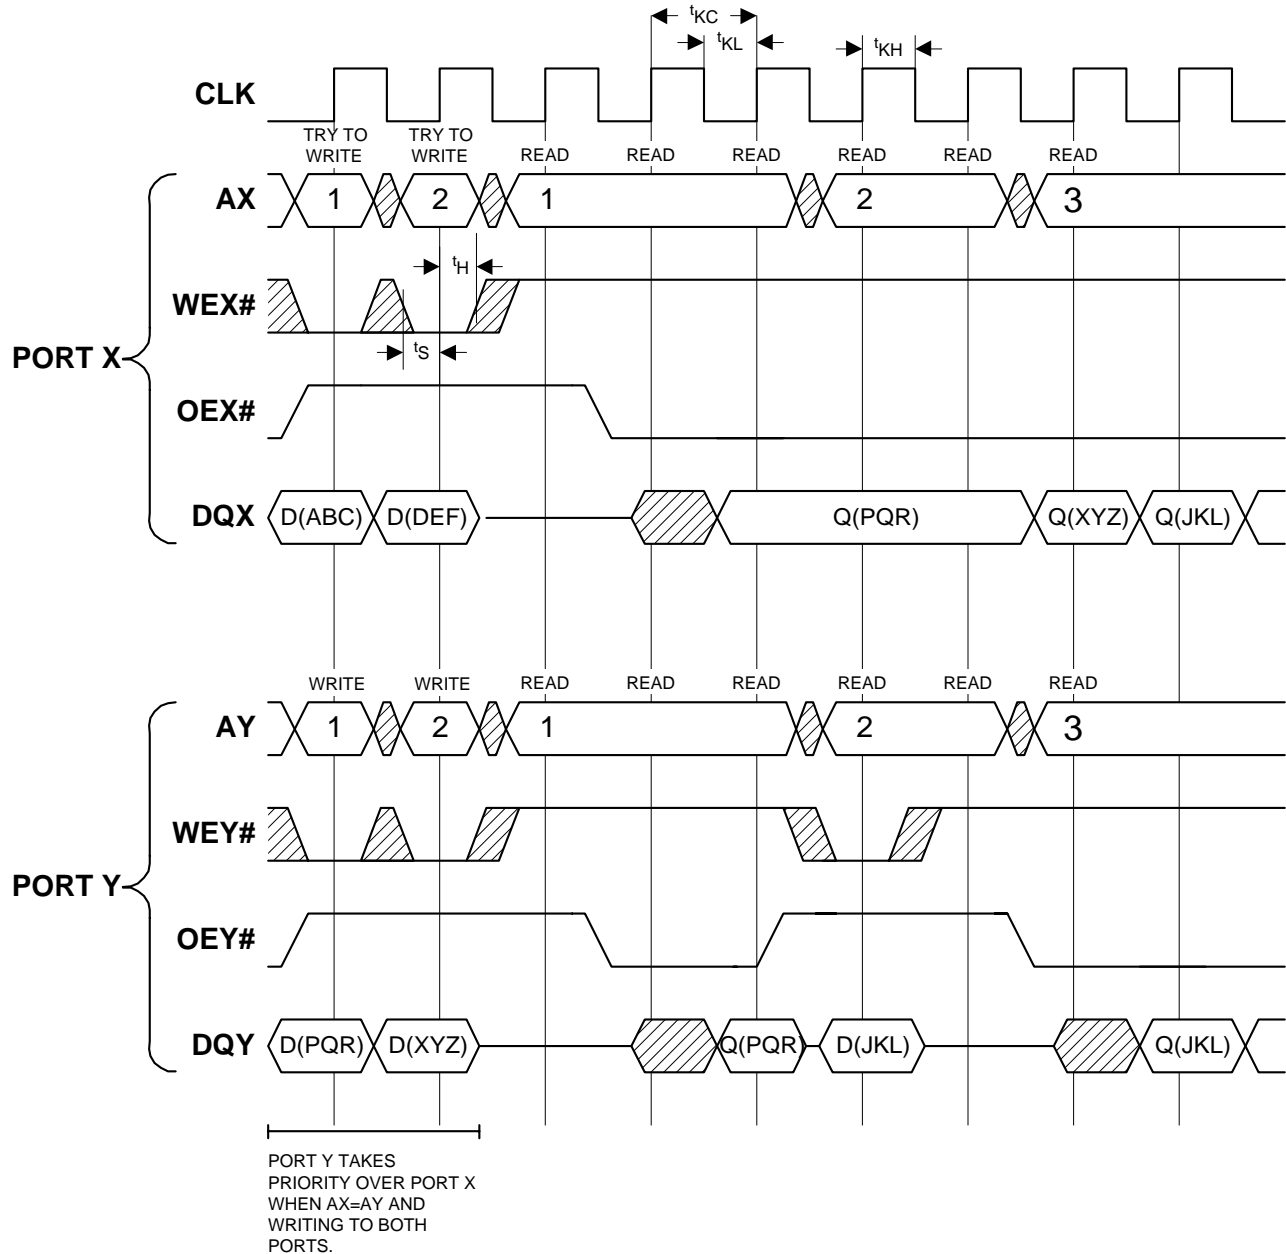 tKC
tKL
tKH
CLK
TRY TO
WRITE
TRY TO
WRITE
READ READ READ READ READ READ
AX 1 2 1 2 3
tH
WEX#
tS
PORT X
OEX#
DQX D(ABC) D(DEF) Q(PQR) Q(XYZ) Q(JKL)
WRITE WRITE READ READ READ READ READ READ
AY 1 2 1 2 3
WEY#
PORT Y
OEY#
DQY D(PQR) D(XYZ) Q(PQR) D(JKL) Q(JKL)
PORT Y TAKES
PRIORITY OVER PORT X
WHEN AX=AY AND
WRITING TO BOTH
PORTS.